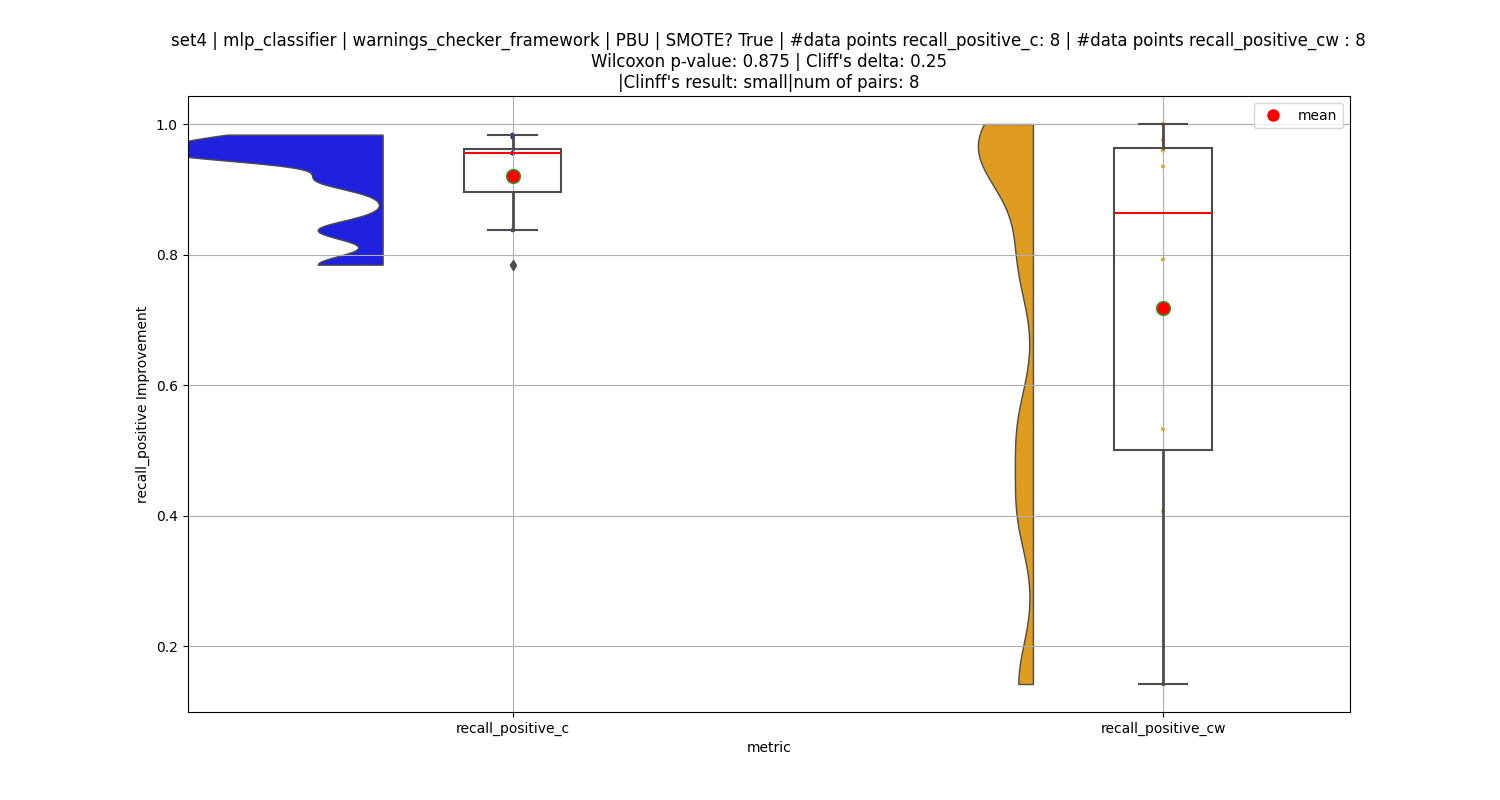 set4 | mlp_classifier | warnings_checker_framework | PBU | SMOTE? True | #data points recall_positive_c: 8 | #data points recall_positive_cw : 8
Wilcoxon p-value: 0.875 | Cliff's delta: 0.25
|Clinff's result: small|num of pairs: 8
mean
1.0
0.8
0.6
0.4
0.2
recall_positive Improvement
recall_positive_c
recall_positive_cw
metric